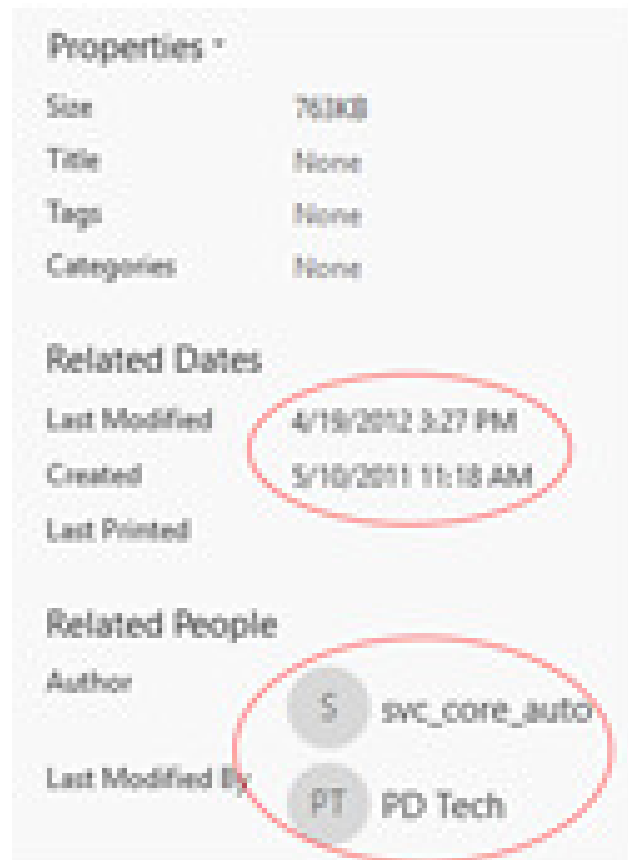 Properties
Size 763KB
Title None
Tags None
Categories None
Related Dates
Last Modified 4/19/2012 3:27 PM
Created 5/10/2011 11:18 AM
Last Printed
Related People
Author
S svc_core_auto
Last Modified By
PT PD Tech